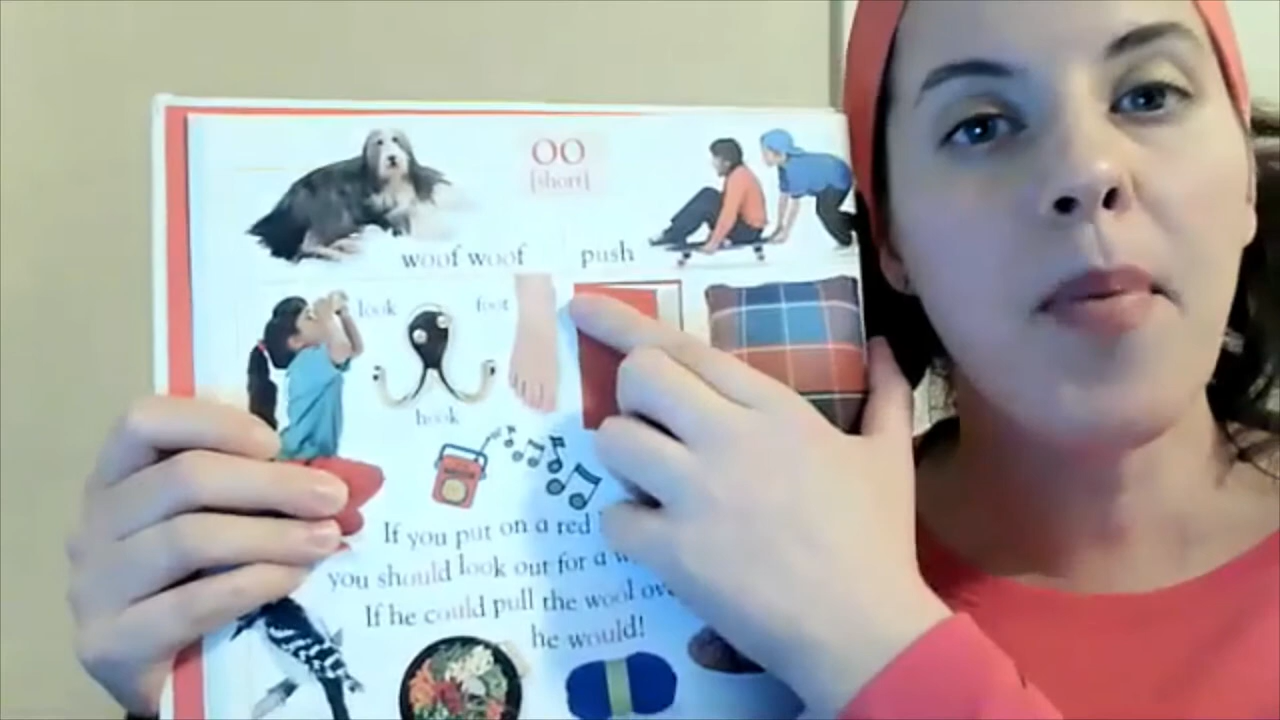 OO
[short]
woof woof
push
look
foot
hook
If you put on a red
you should look out for a
If he could pull the wool
he would!